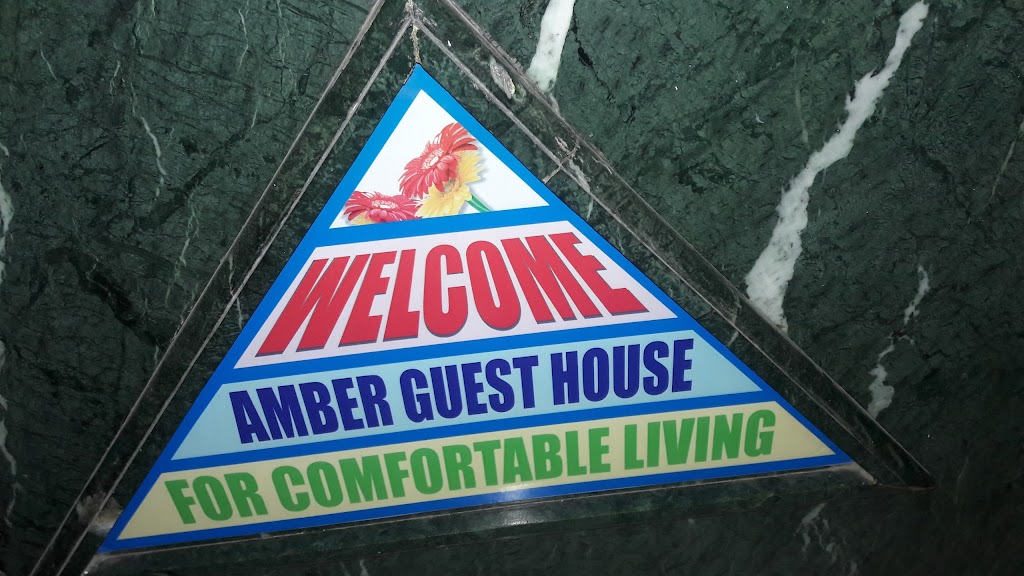 WELCOME
AMBER GUEST HOUSE
FOR COMFORTABLE LIVING